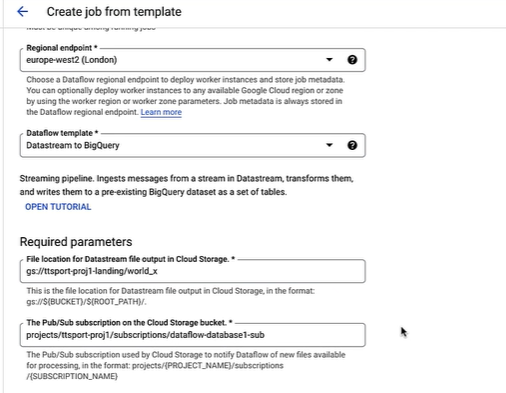 Create job from template
Must be unique among running jobs
Regional endpoint *
europe-west2 (London)
Choose a Dataflow regional endpoint to deploy worker instances and store job metadata.
You can optionally deploy worker instances to any available Google Cloud region or zone
by using the worker region or worker zone parameters. Job metadata is always stored in
the Dataflow regional endpoint. Learn more
Dataflow template *
Datastream to BigQuery
Streaming pipeline. Ingests messages from a stream in Datastream, transforms them,
and writes them to a pre-existing BigQuery dataset as a set of tables.
OPEN TUTORIAL
Required parameters
File location for Datastream file output in Cloud Storage. *
gs://ttsport-proj1-landing/world_x
This is the file location for Datastream file output in Cloud Storage, in the format:
gs://${BUCKET}/${ROOT_PATH}/.
The Pub/Sub subscription on the Cloud Storage bucket. *
projects/ttsport-proj1/subscriptions/dataflow-database1-sub
The Pub/Sub subscription used by Cloud Storage to notify Dataflow of new files available
for processing, in the format: projects/{PROJECT_NAME}/subscriptions
/{SUBSCRIPTION_NAME}